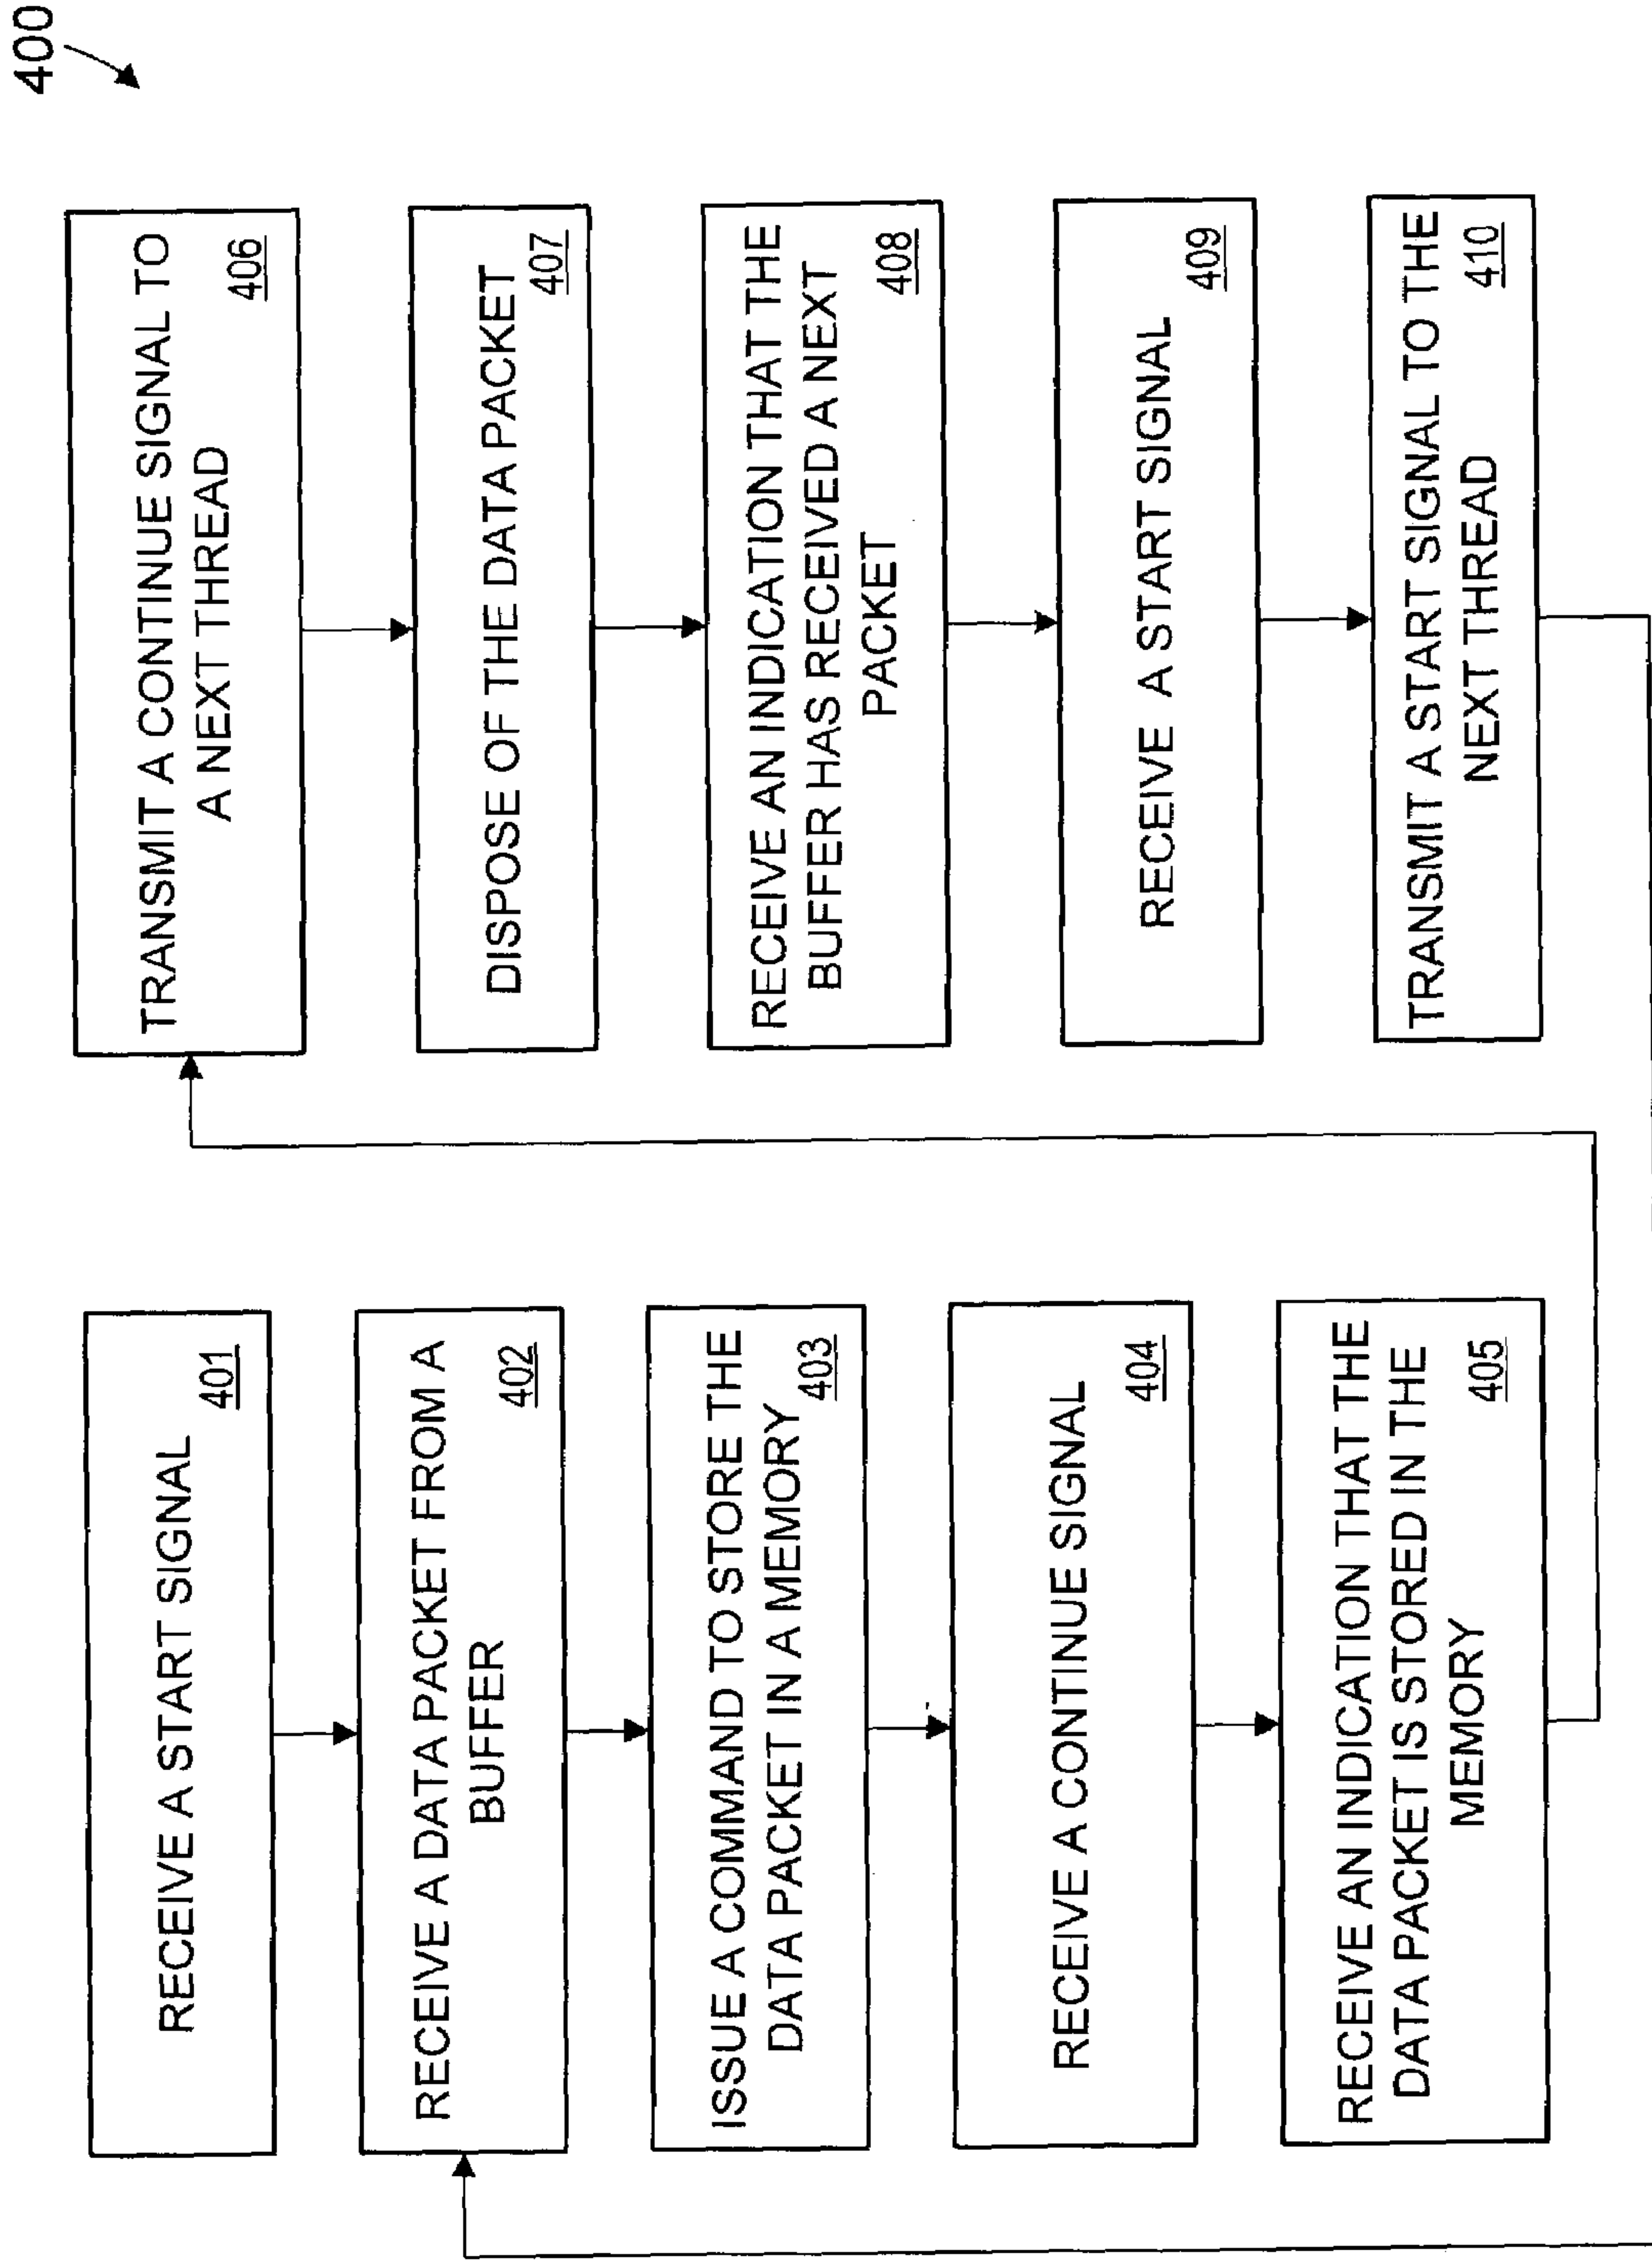 400
RECEIVE A START SIGNAL
401
RECEIVE A DATA PACKET FROM A
BUFFER
402
ISSUE A COMMAND TO STORE THE
DATA PACKET IN A MEMORY
403
RECEIVE A CONTINUE SIGNAL
404
RECEIVE AN INDICATION THAT THE
DATA PACKET IS STORED IN THE
MEMORY
405
TRANSMIT A CONTINUE SIGNAL TO
A NEXT THREAD
406
DISPOSE OF THE DATA PACKET
407
RECEIVE AN INDICATION THAT THE
BUFFER HAS RECEIVED A NEXT
PACKET
408
RECEIVE A START SIGNAL
409
TRANSMIT A START SIGNAL TO THE
NEXT THREAD
410